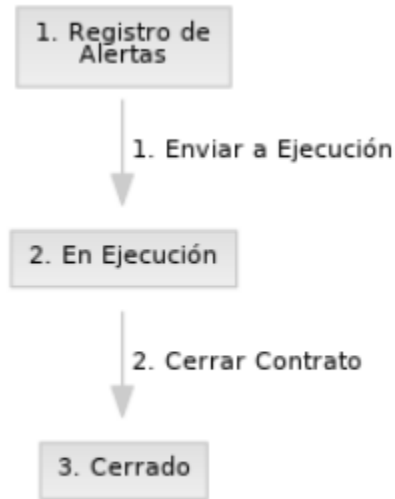 1. Registro de
Alertas
1. Enviar a Ejecución
2. En Ejecución
2. Cerrar Contrato
3. Cerrado